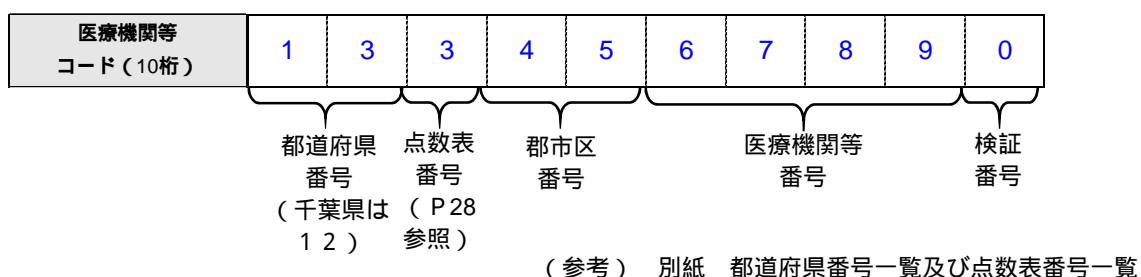 医療機関等
コード（10桁） 1 3 3 4 5 6 7 8 9 0
都道府県 点数表 郡市区 医療機関等 検証
番号 番号 番号 番号 番号
（千葉県は （Ｐ28
１２） 参照）
（参考） 別紙 都道府県番号一覧及び点数表番号一覧